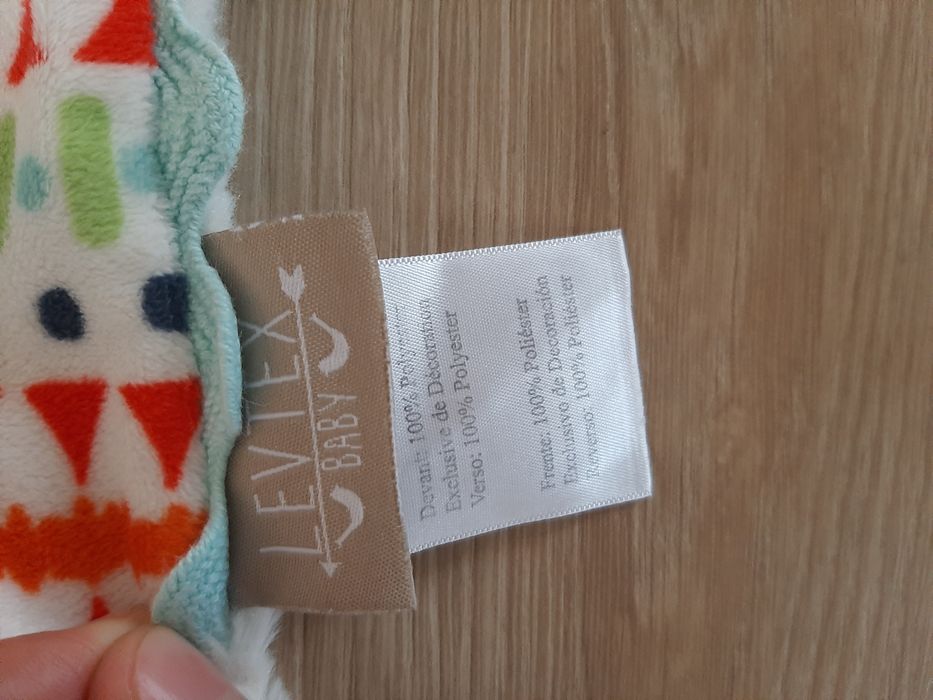 LEVTEX
BABY
Devant: 100% Polyester
Exclusive de Décoration
Verso: 100% Polyester
Frente: 100% Poliéster
Exclusivo de Decoración
Reverso: 100% Poliéster